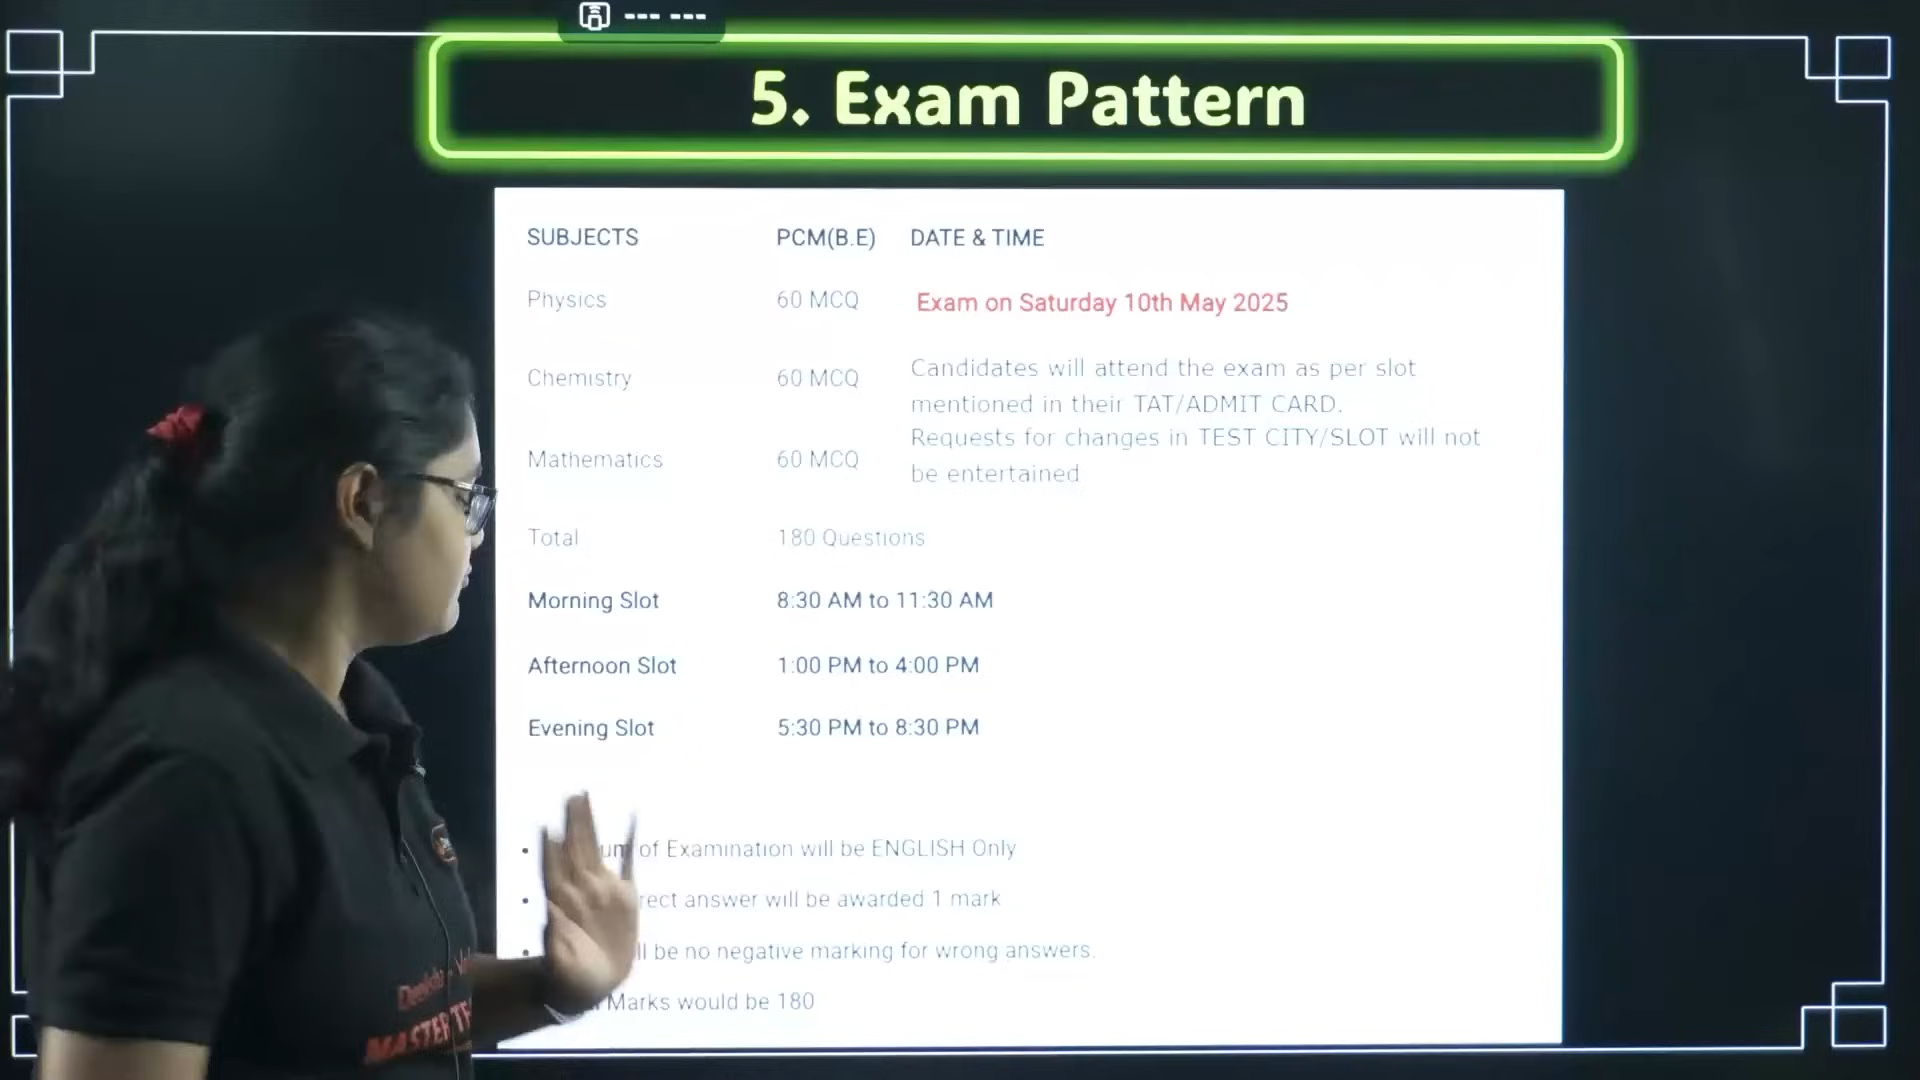 5. Exam Pattern
SUBJECTS PCM(B.E) DATE & TIME
Physics 60 MCQ Exam on Saturday 10th May 2025
Chemistry 60 MCQ Candidates will attend the exam as per slot
mentioned in their TAT/ADMIT CARD.
Requests for changes in TEST CITY/SLOT will not
Mathematics 60 MCQ
be entertained
Total 180 Questions
Morning Slot 8:30 AM to 11:30 AM
Afternoon Slot 1:00 PM to 4:00 PM
Evening Slot 5:30 PM to 8:30 PM
of Examination will be ENGLISH Only
answer will be awarded 1 mark
be no negative marking for wrong answers.
Marks would be 180
MASTER